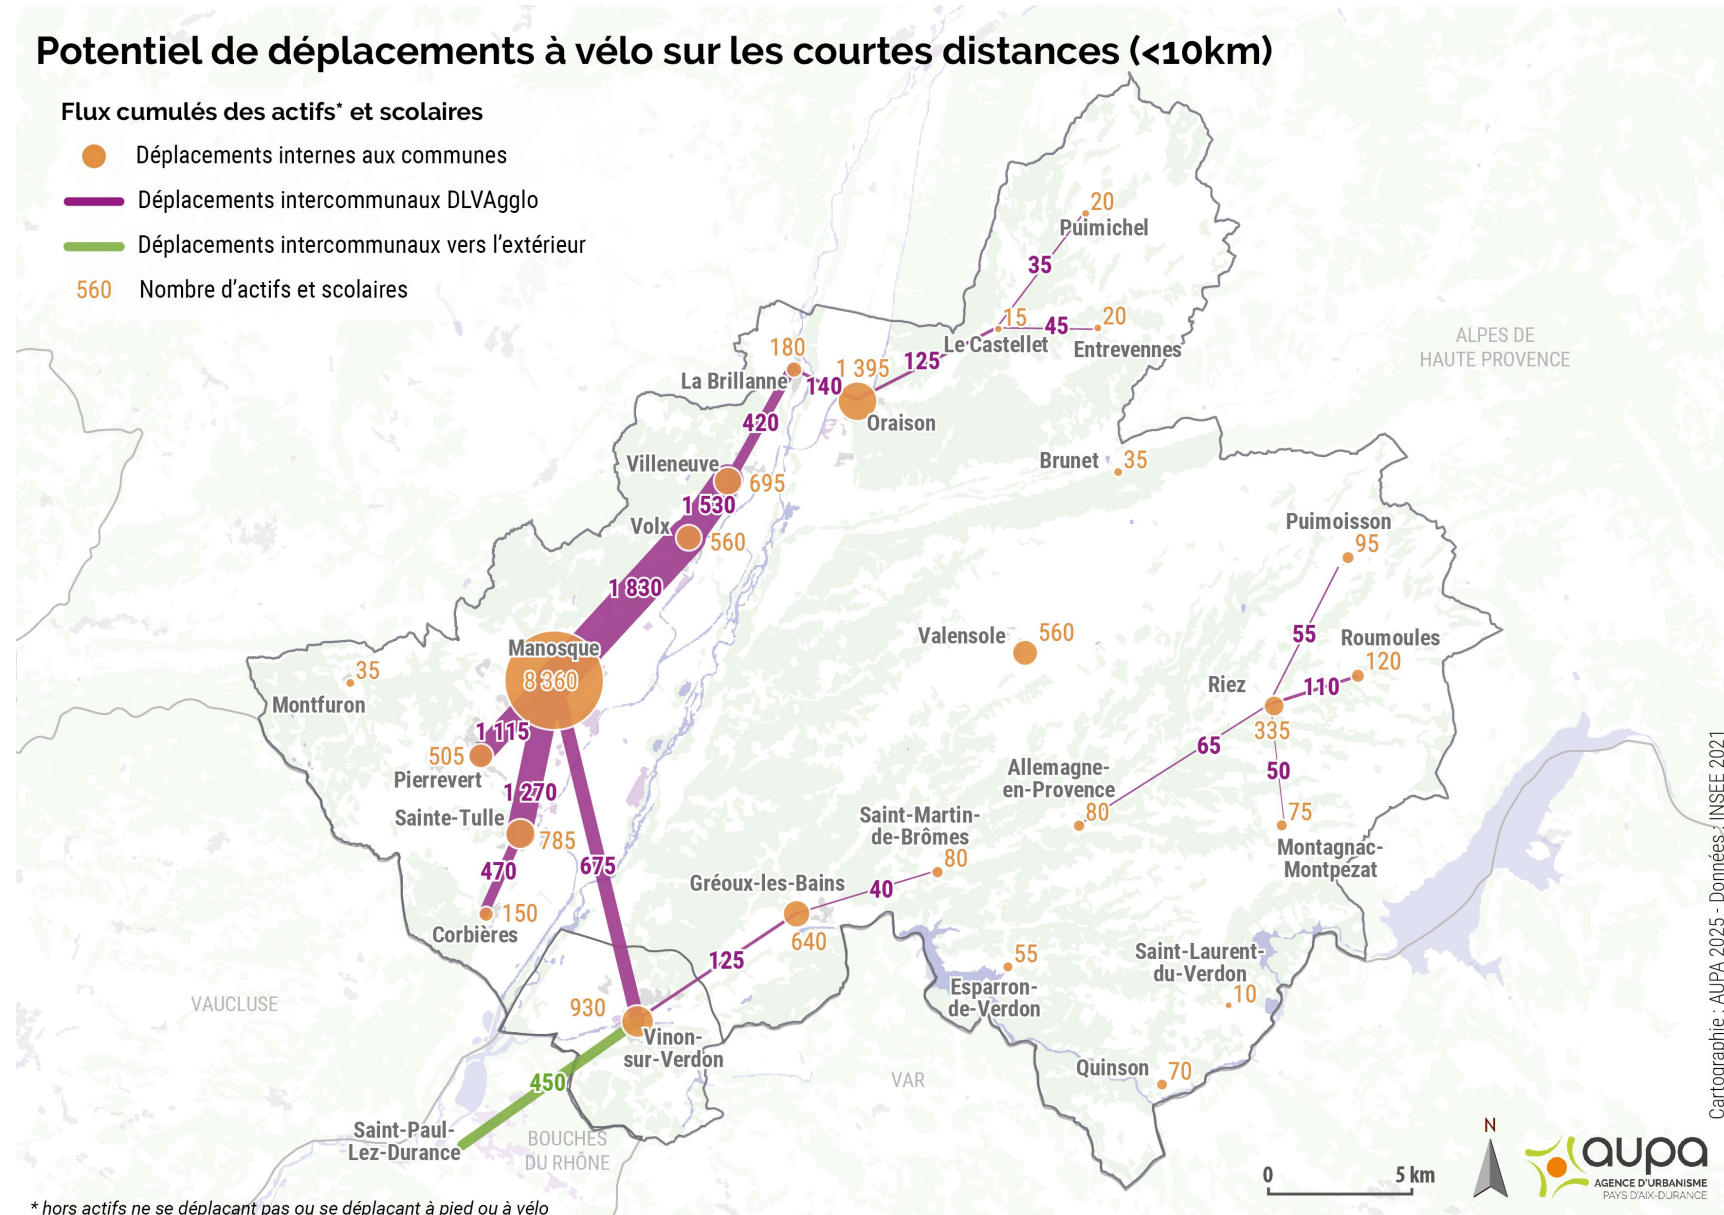 Potentiel de déplacements à vélo sur les courtes distances (<10km)
Flux cumulés des actifs* et scolaires
Déplacements internes aux communes
Déplacements intercommunaux DLVAgglo
Déplacements intercommunaux vers l'extérieur
560 Nombre d'actifs et scolaires
20
Puimichel
35
15
45
20
Le Castellet
Entrevennes
ALPES DE
HAUTE PROVENCE
180
La Brillanne
140
1 395
125
Oraison
420
Brunet
35
Villeneuve
695
1 530
Volx
560
Puimoisson
95
1 830
Manosque
8 360
Valensole
560
55
Roumoules
120
35
Montfuron
Riez
110
335
1 115
505
Pierrevert
65
50
Allemagne-
en-Provence
80
1 270
Sainte-Tulle
785
Saint-Martin-
de-Brômes
80
75
Montagnac-
Montpezat
675
470
150
Corbières
Gréoux-les-Bains
40
640
125
55
Esparron-
de-Verdon
Saint-Laurent-
du-Verdon
10
VAUCLUSE
930
Vinon-
sur-Verdon
Quinson
70
VAR
450
Saint-Paul-
Lez-Durance
BOUCHES
DU RHÔNE
0 5 km
N
aupa
AGENCE D'URBANISME
PAYS D'AIX-DURANCE
Cartographie : AUPA 2025 - Données : INSEE 2021
* hors actifs ne se déplaçant pas ou se déplaçant à pied ou à vélo